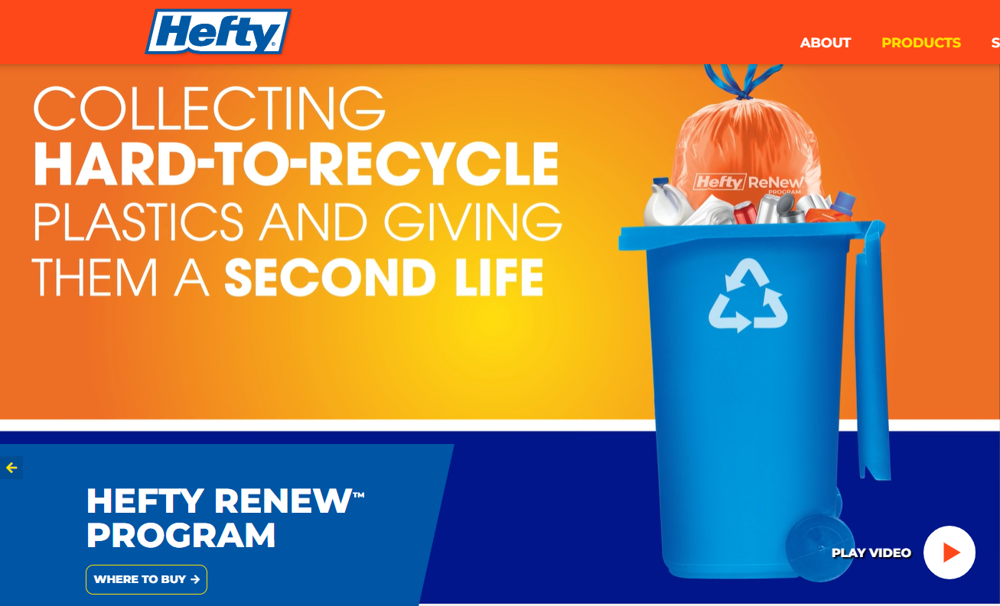 Hefty®
ABOUT PRODUCTS S
COLLECTING
HARD-TO-RECYCLE
PLASTICS AND GIVING
THEM A SECOND LIFE
Hefty ReNew™
PROGRAM
HEFTY RENEW™
PROGRAM
WHERE TO BUY →
PLAY VIDEO